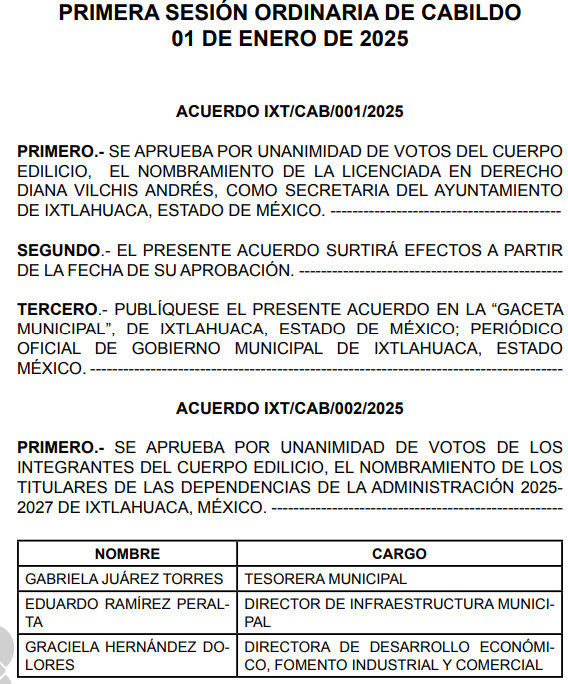 PRIMERA SESIÓN ORDINARIA DE CABILDO
01 DE ENERO DE 2025
ACUERDO IXT/CAB/001/2025
PRIMERO.- SE APRUEBA POR UNANIMIDAD DE VOTOS DEL CUERPO
EDILICIO, EL NOMBRAMIENTO DE LA LICENCIADA EN DERECHO
DIANA VILCHIS ANDRÉS, COMO SECRETARIA DEL AYUNTAMIENTO
DE IXTLAHUACA, ESTADO DE MÉXICO. ------------------------------------------
SEGUNDO.- EL PRESENTE ACUERDO SURTIRÁ EFECTOS A PARTIR
DE LA FECHA DE SU APROBACIÓN. ------------------------------------------------
TERCERO.- PUBLÍQUESE EL PRESENTE ACUERDO EN LA “GACETA
MUNICIPAL”, DE IXTLAHUACA, ESTADO DE MÉXICO; PERIÓDICO
OFICIAL DE GOBIERNO MUNICIPAL DE IXTLAHUACA, ESTADO
MÉXICO. --------------------------------------------------------------------------------------
ACUERDO IXT/CAB/002/2025
PRIMERO.- SE APRUEBA POR UNANIMIDAD DE VOTOS DE LOS
INTEGRANTES DEL CUERPO EDILICIO, EL NOMBRAMIENTO DE LOS
TITULARES DE LAS DEPENDENCIAS DE LA ADMINISTRACIÓN 2025-
2027 DE IXTLAHUACA, MÉXICO. -----------------------------------------------------
NOMBRE CARGO
GABRIELA JUÁREZ TORRES TESORERA MUNICIPAL
EDUARDO RAMÍREZ PERAL- DIRECTOR DE INFRAESTRUCTURA MUNICI-
TA PAL
GRACIELA HERNÁNDEZ DO- DIRECTORA DE DESARROLLO ECONÓMI-
LORES CO, FOMENTO INDUSTRIAL Y COMERCIAL